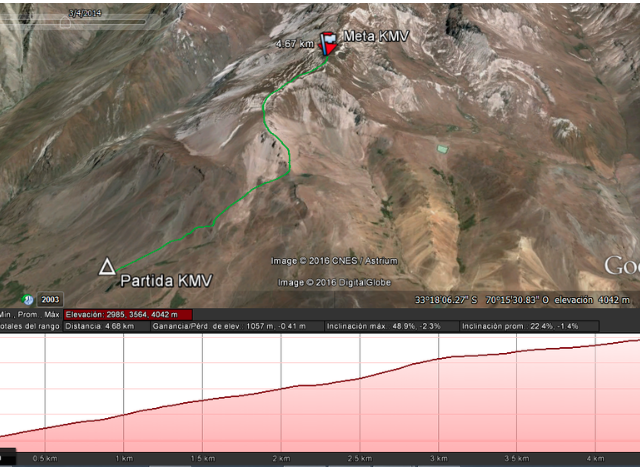 3/4/2014
4.67 km
Meta KMV
Partida KMV
Image © 2016 CNES / Astrium
Image © 2016 DigitalGlobe
Goo
2003
33°18'06.27" S 70°15'30.83" O elevación 4042 m
Mín., Prom., Máx Elevación: 2985, 3564, 4042 m
otales del rango Distancia: 4.68 km Ganancia/Pérd. de elev.: 1057 m, -0.41 m Inclinación máx: 48.9%, -2.3% Inclinación prom: 22.4%, -1.4%
0.5 km 1 km 1.5 km 2 km 2.5 km 3 km 3.5 km 4 km